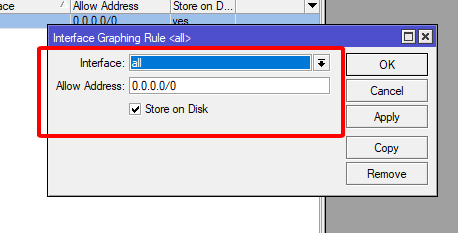 ace Allow Address Store on D...
0.0.0.0/0 yes
Interface Graphing Rule <all>
Interface: all OK
Allow Address: 0.0.0.0/0 Cancel
Store on Disk Apply
Copy
Remove